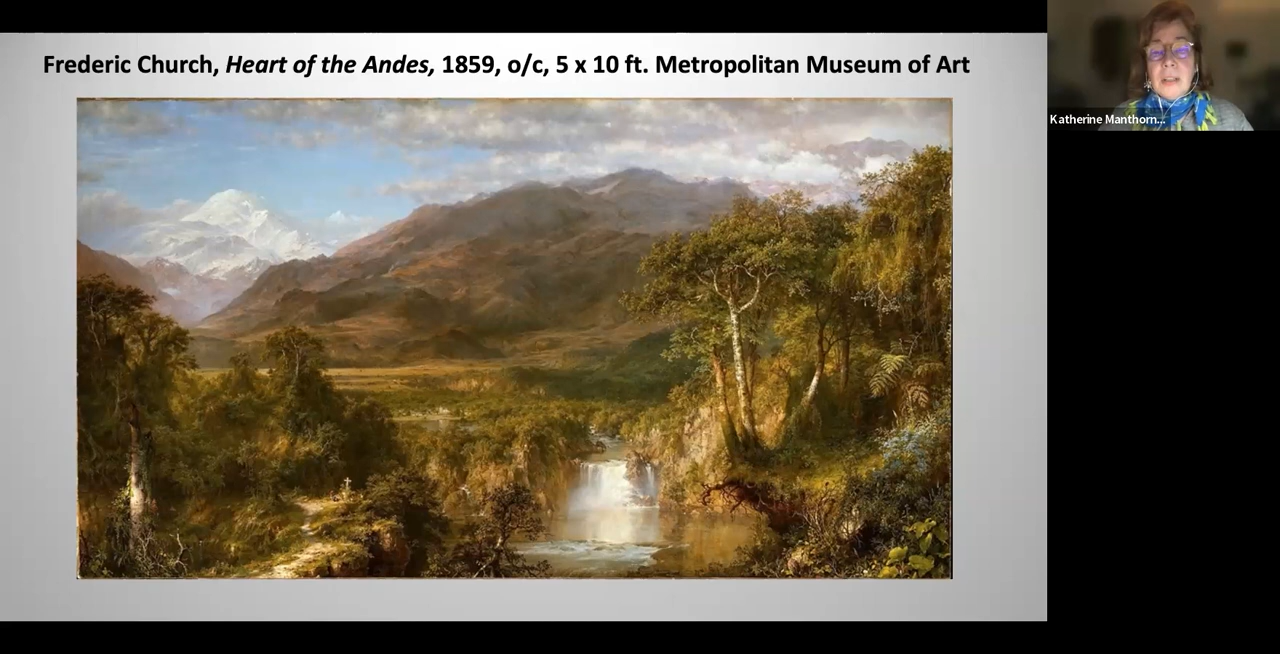 Frederic Church, Heart of the Andes, 1859, o/c, 5 x 10 ft. Metropolitan Museum of Art
Katherine Manthorn...